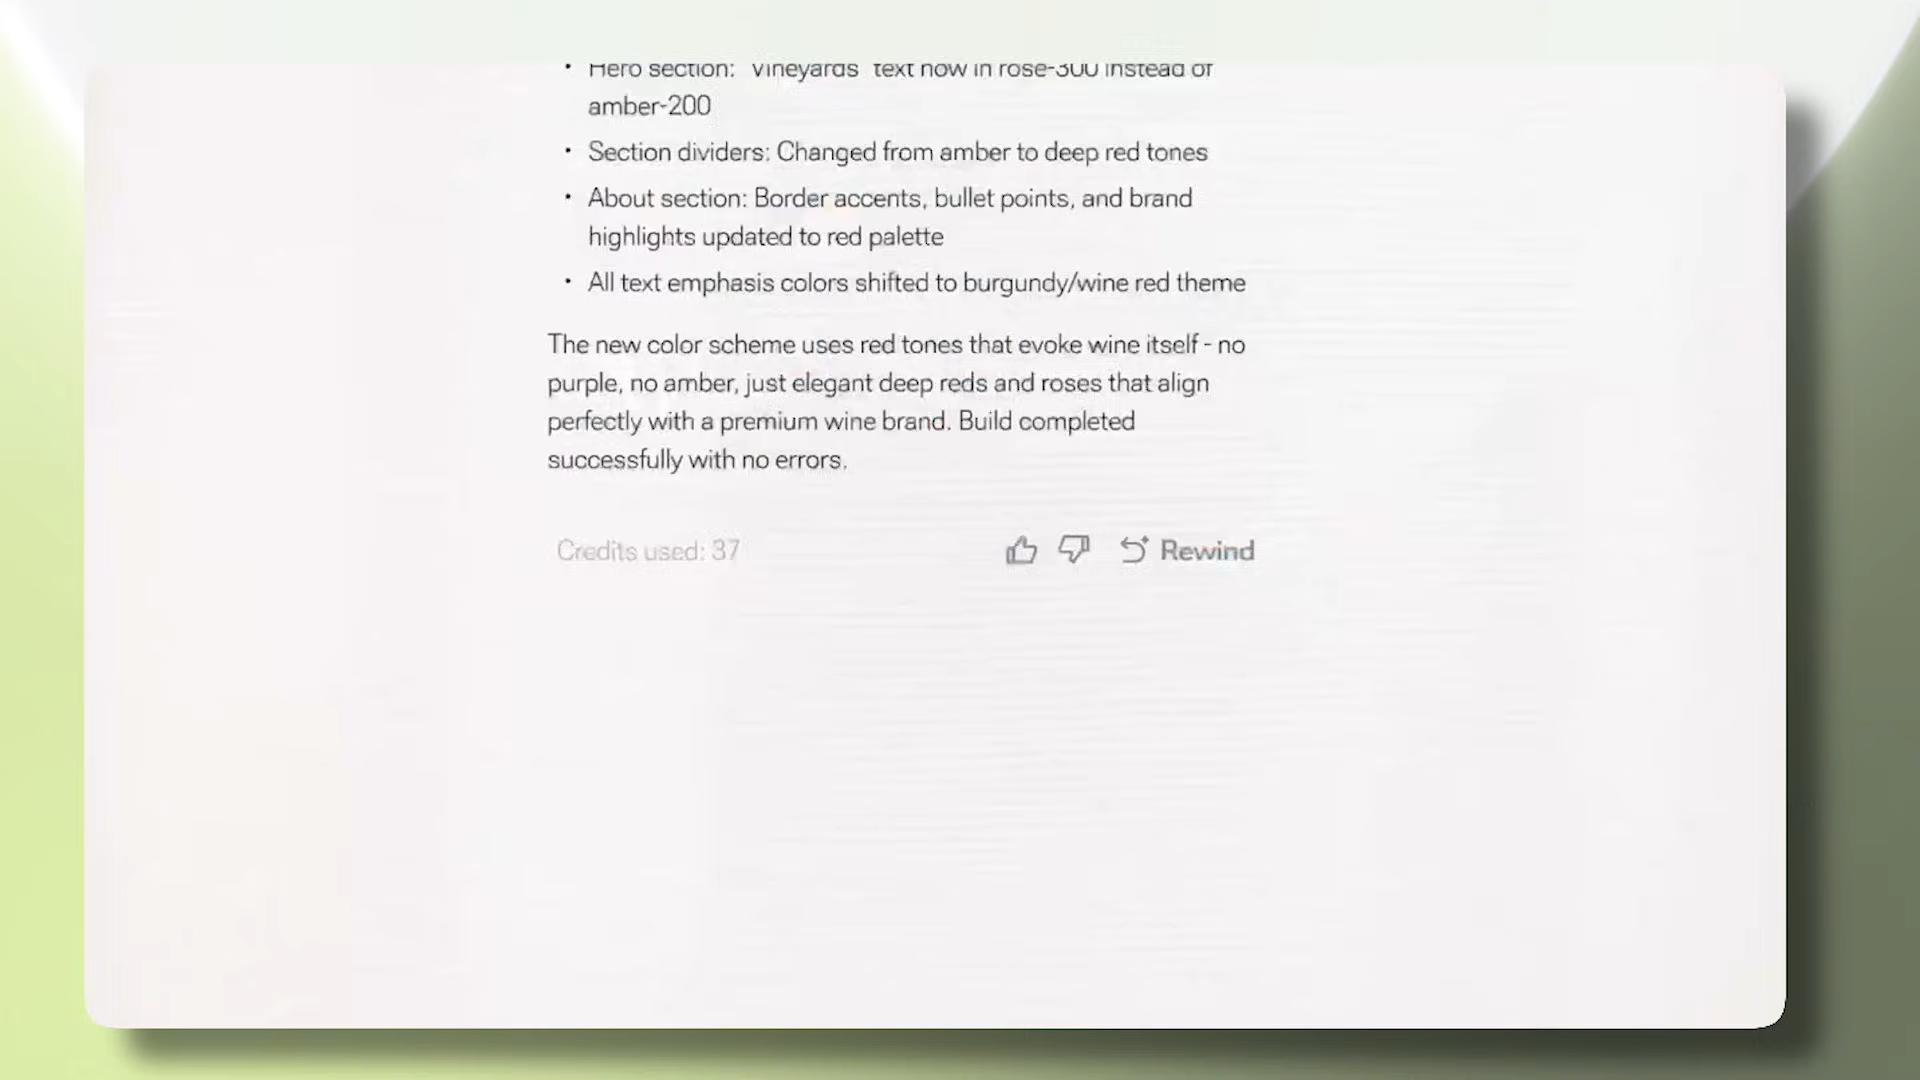 • Hero section: "Vineyards" text now in rose-300 instead of
amber-200
• Section dividers: Changed from amber to deep red tones
• About section: Border accents, bullet points, and brand
highlights updated to red palette
• All text emphasis colors shifted to burgundy/wine red theme
The new color scheme uses red tones that evoke wine itself - no
purple, no amber, just elegant deep reds and roses that align
perfectly with a premium wine brand. Build completed
successfully with no errors.
Credits used: 37
Rewind